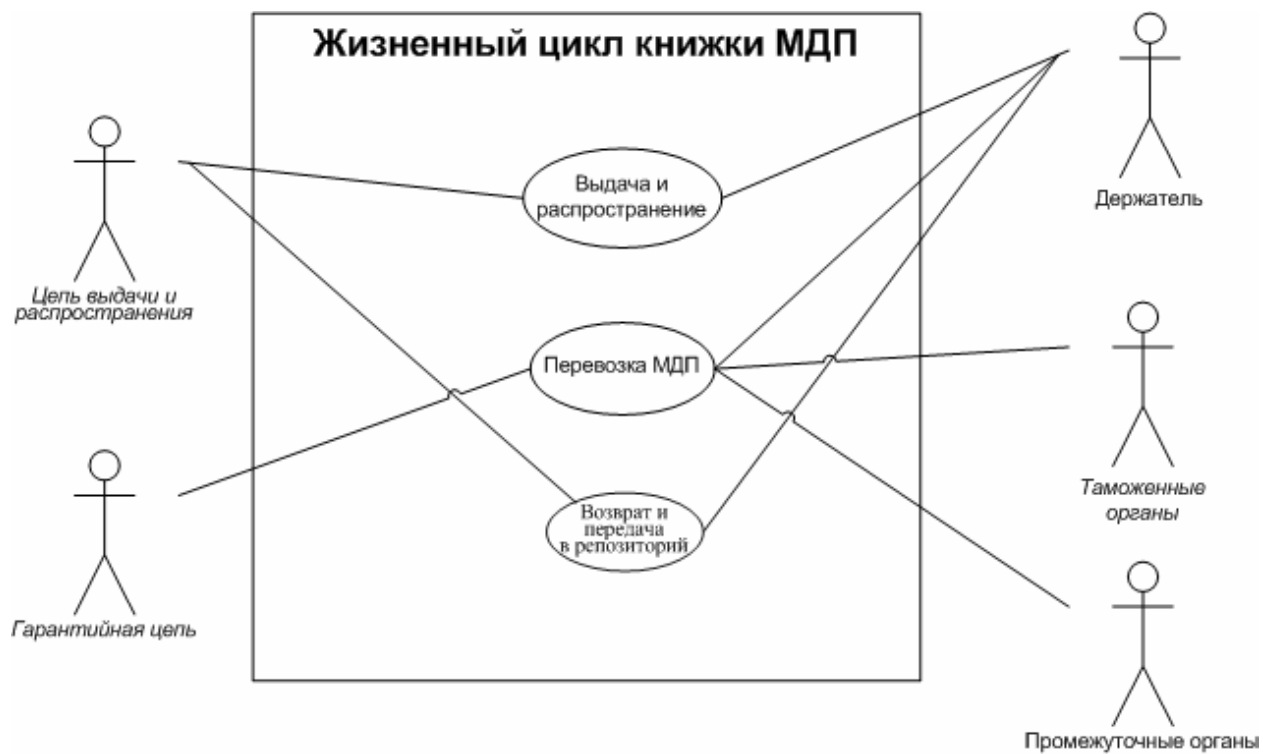 Жизненный цикл книжки МДП
Выдача и
распространение
Держатель
Цепь выдачи и
распространения
Перевозка МДП
Таможенные
органы
Возврат и
передача
в репозиторий
Гарантийная цепь
Промежуточные органы